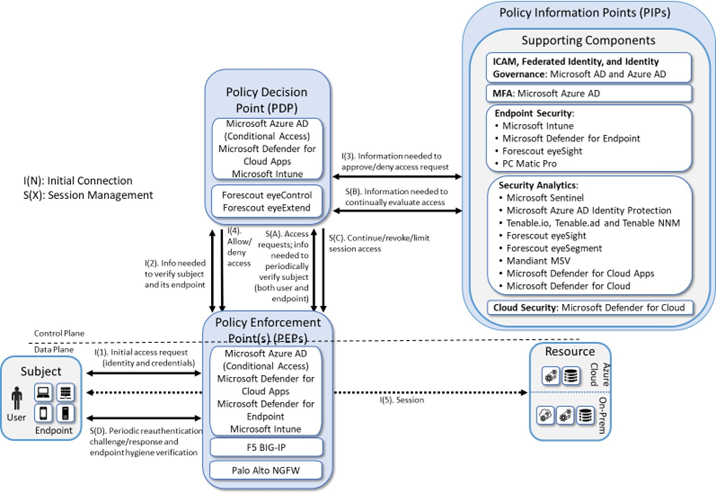 Policy Information Points (PIPs)
Supporting Components
ICAM, Federated Identity, and Identity
Governance: Microsoft AD and Azure AD
MFA: Microsoft Azure AD
Endpoint Security:
• Microsoft Intune
• Microsoft Defender for Endpoint
• Forescout eyeSight
• PC Matic Pro
Security Analytics:
• Microsoft Sentinel
• Microsoft Azure AD Identity Protection
• Tenable.io, Tenable.ad and Tenable NNM
• Forescout eyeSight
• Forescout eyeSegment
• Mandiant MSV
• Microsoft Defender for Cloud Apps
• Microsoft Defender for Cloud
Cloud Security: Microsoft Defender for Cloud
Policy Decision
Point (PDP)
Microsoft Azure AD
(Conditional Access)
Microsoft Defender for
Cloud Apps
Microsoft Intune
Forescout eyeControl
Forescout eyeExtend
I(3). Information needed to
approve/deny access request
S(B). Information needed to
continually evaluate access
I(N): Initial Connection
S(X): Session Management
I(2). Info needed
to verify subject
and its endpoint
I(4).
Allow/
deny
access
S(A). Access
requests; info
needed to
periodically
verify subject
(both user and
endpoint)
S(C). Continue/revoke/limit
session access
Control Plane
Data Plane
Policy Enforcement
Point(s) (PEPs)
Microsoft Azure AD
(Conditional Access)
Microsoft Defender for
Cloud Apps
Microsoft Defender for
Endpoint
Microsoft Intune
F5 BIG-IP
Palo Alto NGFW
Subject
User
Endpoint
I(1). Initial access request
(identity and credentials)
S(D). Periodic reauthentication
challenge/response and
endpoint hygiene verification
I(5). Session
Resource
Azure
Cloud
On-Prem